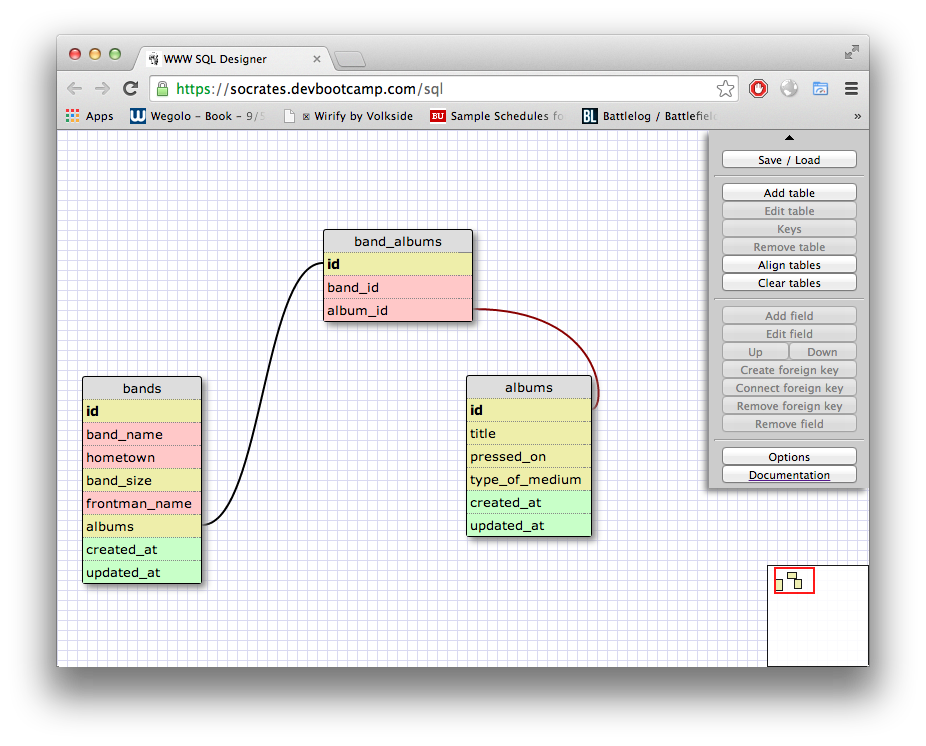 WWW SQL Designer
https://socrates.devbootcamp.com/sql
Apps
Wegolo - Book - 9/5
Wirify by Volkside
BU Sample Schedules fo
BL Battlelog / Battlefield
»
Save / Load
Add table
Edit table
Keys
Remove table
Align tables
Clear tables
Add field
Edit field
Up Down
Create foreign key
Connect foreign key
Remove foreign key
Remove field
Options
Documentation
band_albums
id
band_id
album_id
bands
id
band_name
hometown
band_size
frontman_name
albums
created_at
updated_at
albums
id
title
pressed_on
type_of_medium
created_at
updated_at